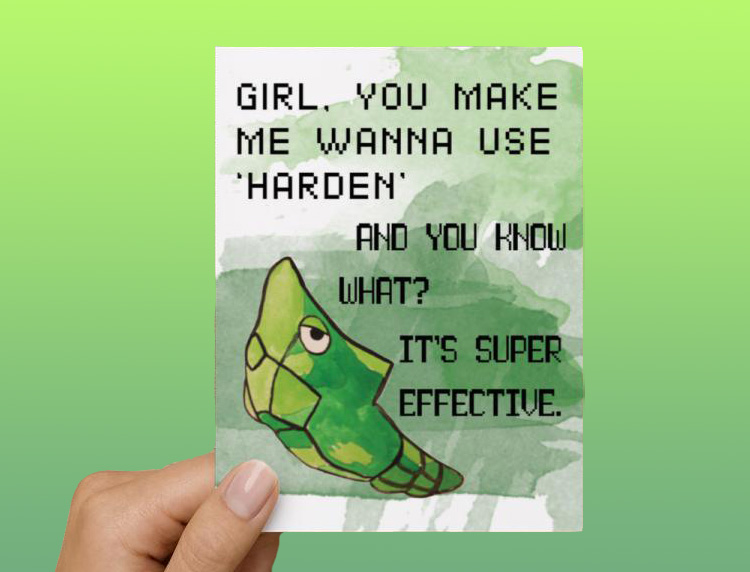 GIRL, YOU MAKE
ME WANNA USE
'HARDEN'
AND YOU KNOW
WHAT?
IT'S SUPER
EFFECTIVE.